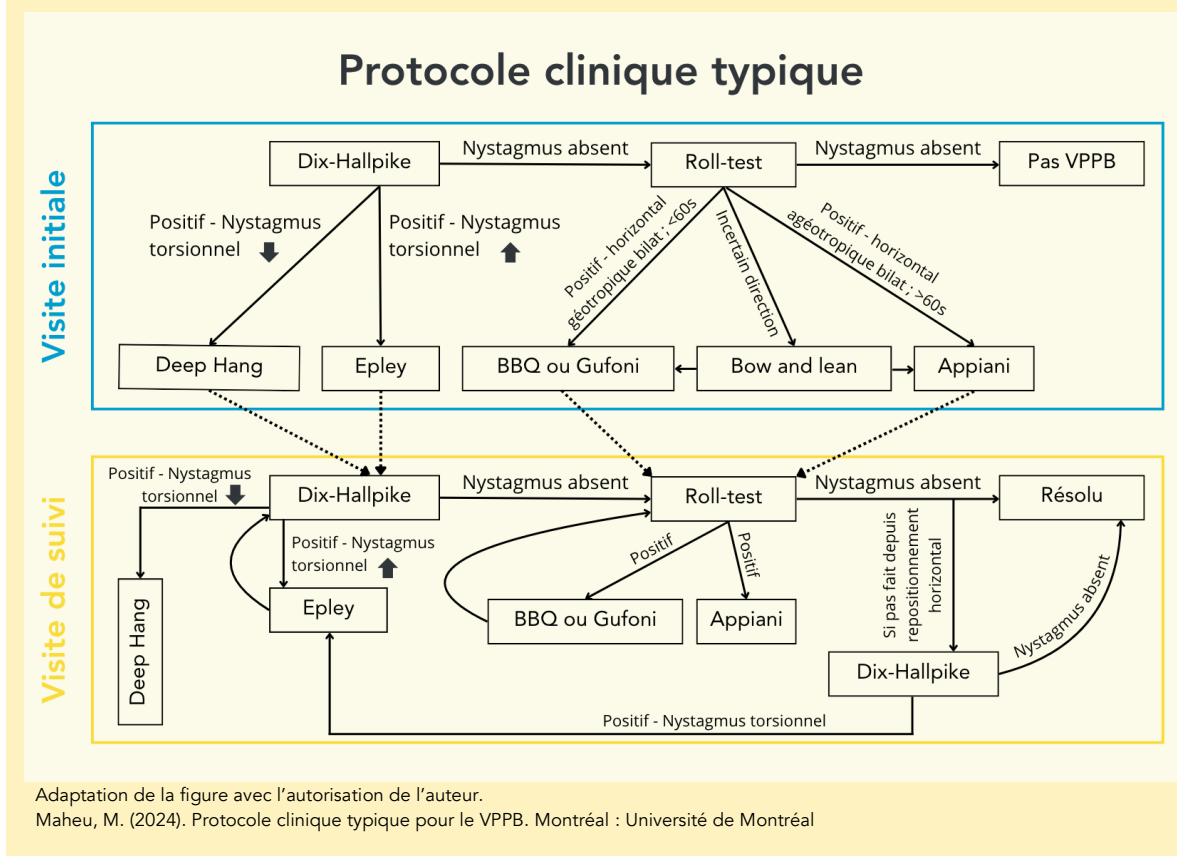 Protocole clinique typique
Visite initiale
Dix-Hallpike
Nystagmus absent
Roll-test
Nystagmus absent
Pas VPPB
Positif - Nystagmus
torsionnel
Positif - Nystagmus
torsionnel
Positif - horizontal
géotropique bilat ; <60s
Incertain direction
Positif - horizontal
agéotropique bilat ; >60s
Deep Hang
Epley
BBQ ou Gufoni
Bow and lean
Appiani
Visite de suivi
Positif - Nystagmus
torsionnel
Dix-Hallpike
Nystagmus absent
Roll-test
Nystagmus absent
Résolu
Positif - Nystagmus
torsionnel
Positif
Positif
Si pas fait depuis
repositionnement
horizontal
Nystagmus absent
Deep Hang
Epley
BBQ ou Gufoni
Appiani
Dix-Hallpike
Positif - Nystagmus torsionnel
Adaptation de la figure avec l'autorisation de l'auteur.
Maheu, M. (2024). Protocole clinique typique pour le VPPB. Montréal : Université de Montréal